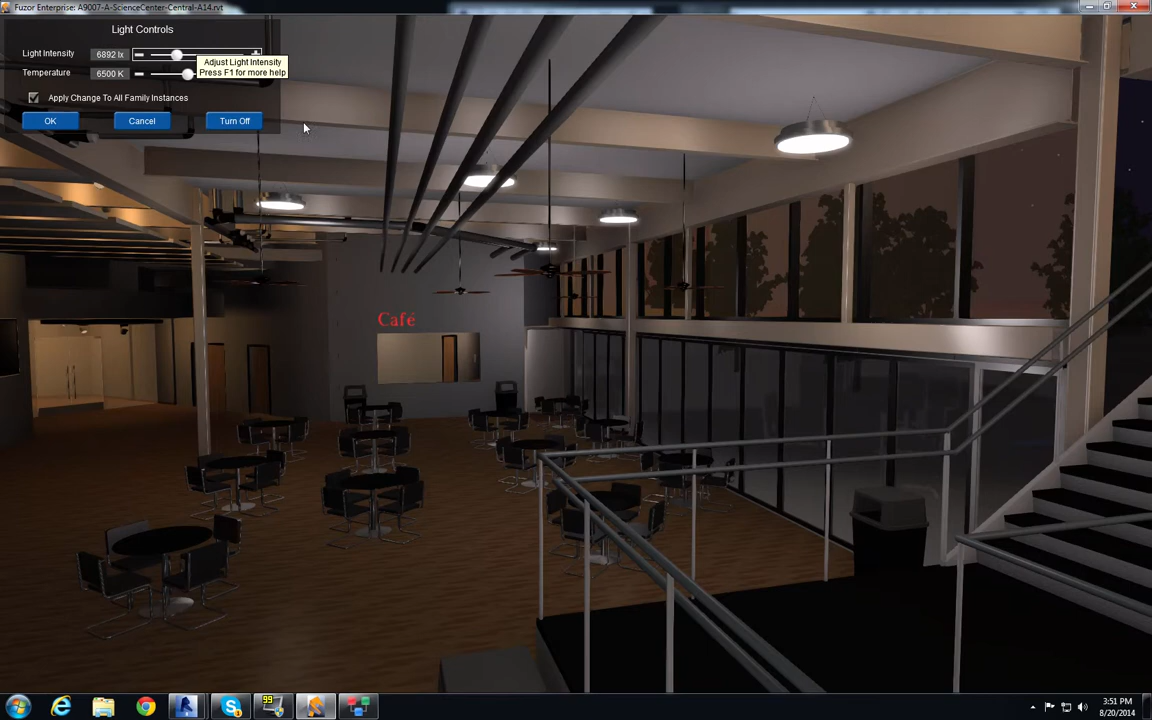 Fuzor Enterprise: A9007-A-ScienceCenter-Central-A14.rvt
Light Controls
Light Intensity 6892 lx
Adjust Light Intensity
Press F1 for more help
Temperature 6500 K
Apply Change To All Family Instances
OK Cancel Turn Off
Café
99
3:51 PM
8/20/2014